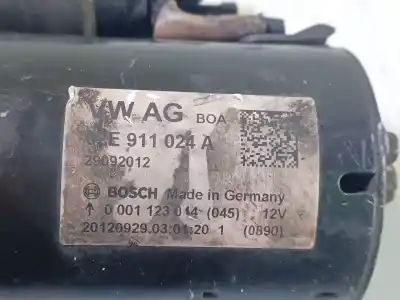 VW AG BOA
E 911 024 A
29092012
BOSCH Made in Germany
↑ 0 001 123 014 (045) 12V
20120929.03.01.20 1 (0890)